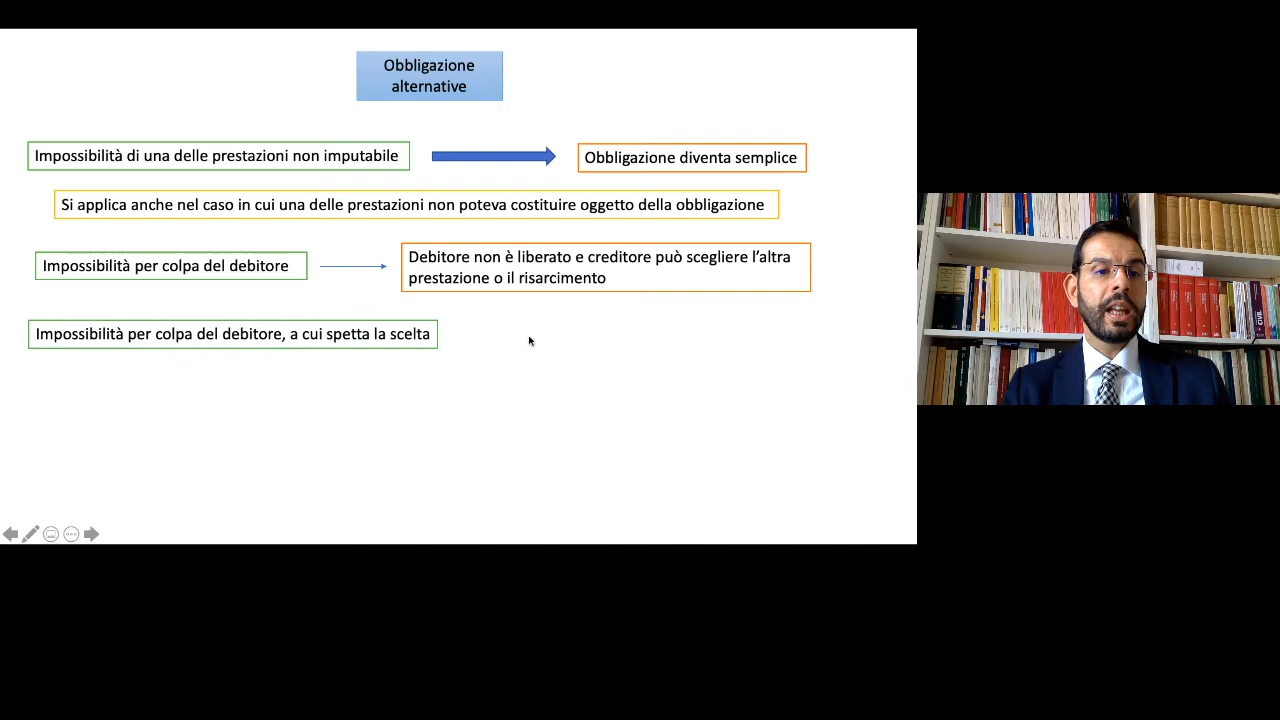 Obbligazione
alternative
Impossibilità di una delle prestazioni non imputabile
Obbligazione diventa semplice
Si applica anche nel caso in cui una delle prestazioni non poteva costituire oggetto della obbligazione
Impossibilità per colpa del debitore
Debitore non è liberato e creditore può scegliere l’altra
prestazione o il risarcimento
Impossibilità per colpa del debitore, a cui spetta la scelta